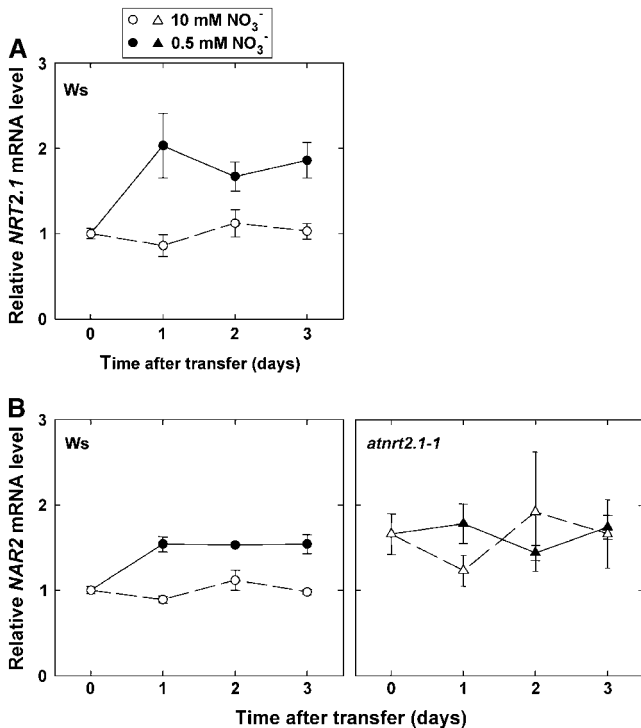 ○ △ 10 mM NO3-
● ▲ 0.5 mM NO3-
A
Relative NRT2.1 mRNA level
3
2
1
0
Ws
0 1 2 3
Time after transfer (days)
B
Relative NAR2 mRNA level
3
2
1
0
Ws
atnrt2.1-1
0 1 2 3
0 1 2 3
Time after transfer (days)